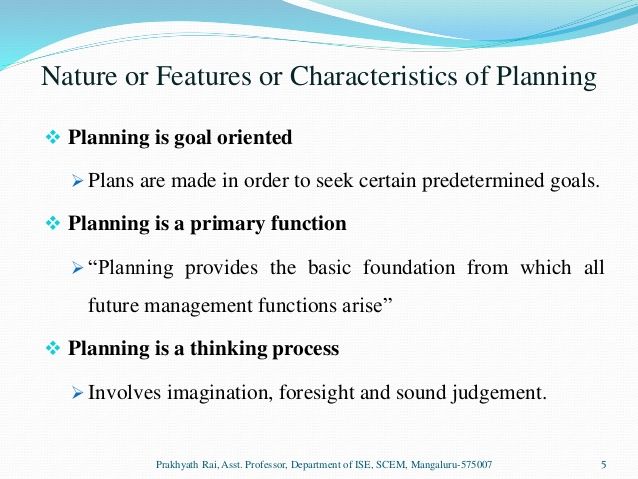 Nature or Features or Characteristics of Planning
❖ Planning is goal oriented
➢ Plans are made in order to seek certain predetermined goals.
❖ Planning is a primary function
➢ “Planning provides the basic foundation from which all
future management functions arise”
❖ Planning is a thinking process
➢ Involves imagination, foresight and sound judgement.
Prakhyath Rai, Asst. Professor, Department of ISE, SCEM, Mangaluru-575007 5